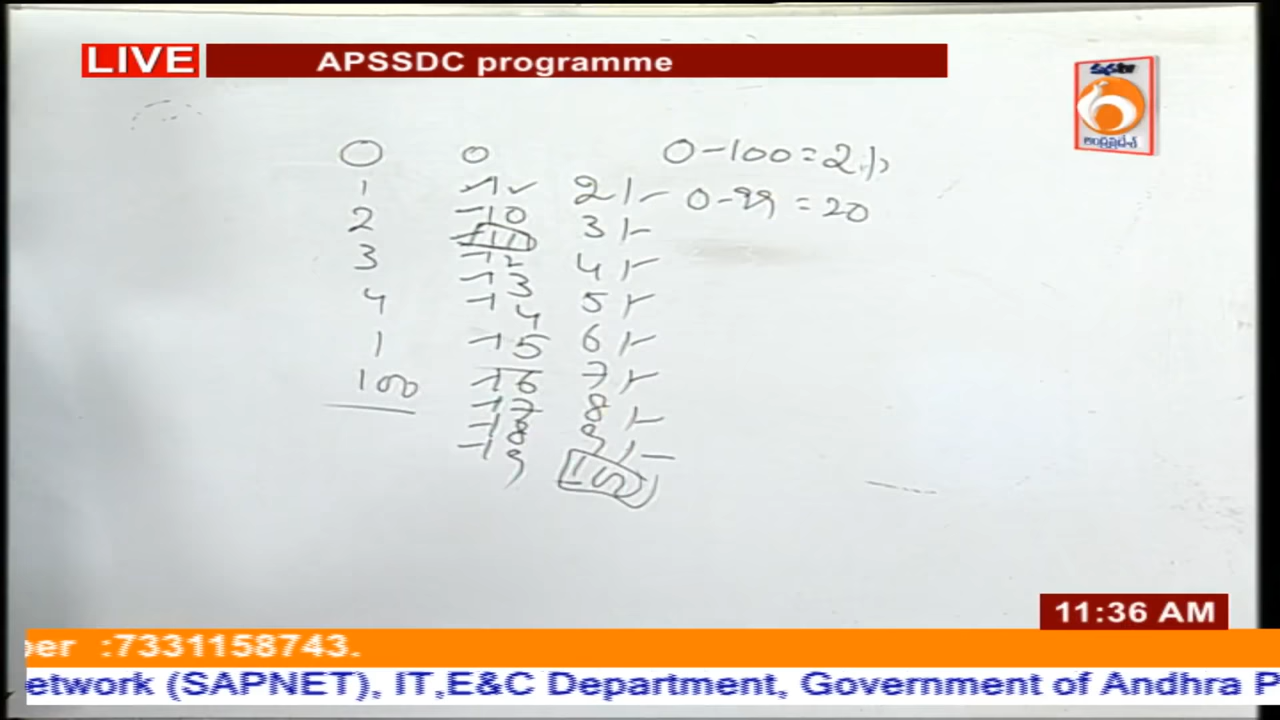 LIVE APSSDC programme
ఆంధ్రప్రదేశ్
0 0 0-100=21
1 1 21 0-99=20
2 10 31
3 11 41
4 12 51
1 13 61
100 14 71
15 81
16 91
17 100
18
19
11:36 AM
:7331158743.
(SAPNET), IT,E&C Department, Government of Andhra